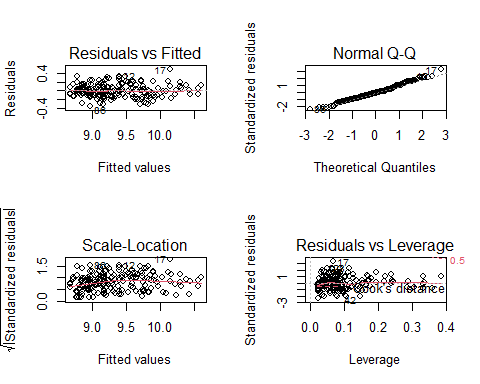 Residuals vs Fitted
Residuals
0.4
-0.4
17
9.0 9.5 10.0
Fitted values
Normal Q-Q
Standardized residuals
1
-2
17
-3 -2 -1 0 1 2 3
Theoretical Quantiles
Scale-Location
√|Standardized residuals|
1.5
0.0
17
9.0 9.5 10.0
Fitted values
Residuals vs Leverage
Standardized residuals
1
-3
17
0.5
Cook's distance
0.0 0.1 0.2 0.3 0.4
Leverage